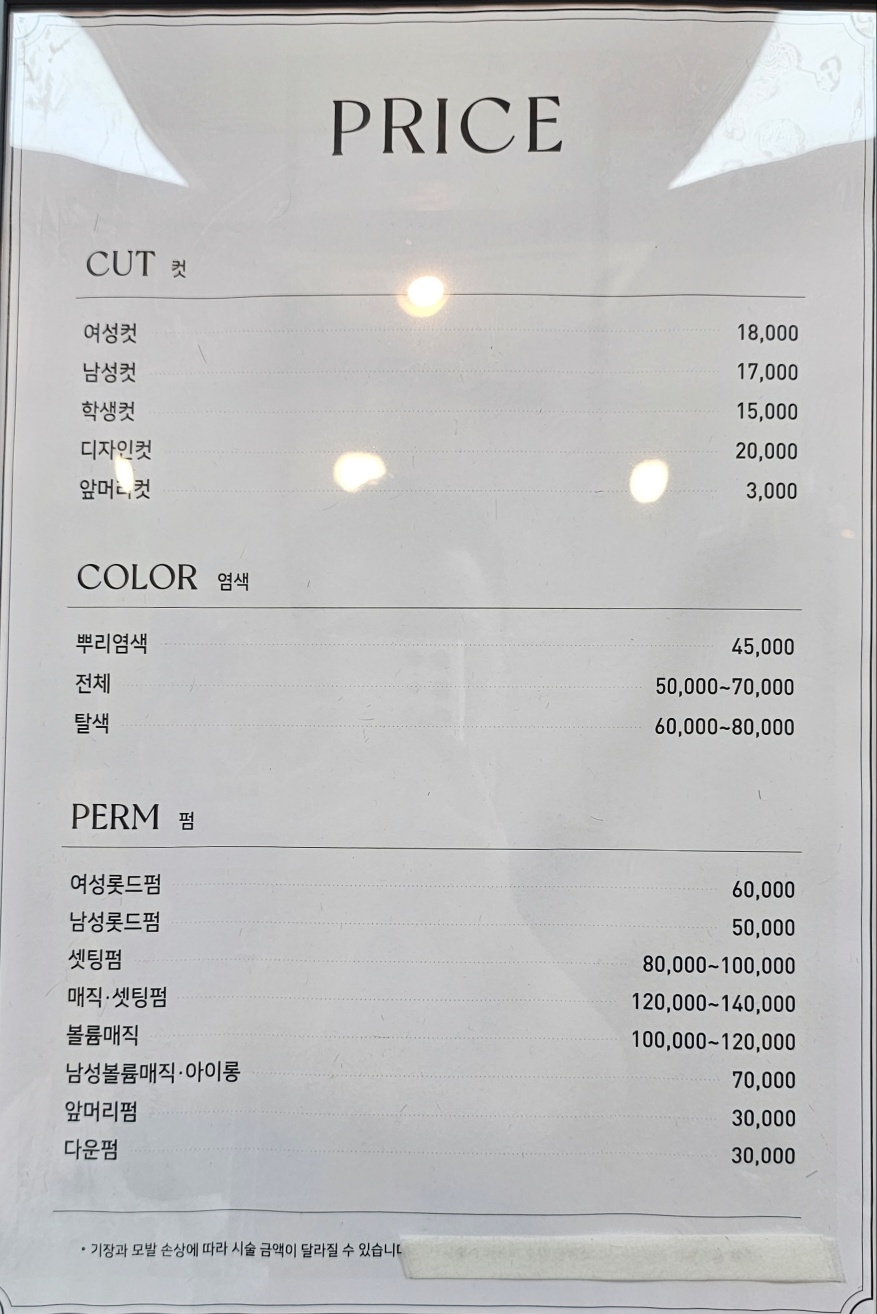 PRICE
CUT 컷
여성컷 18,000
남성컷 17,000
학생컷 15,000
디자인컷 20,000
앞머리컷 3,000
COLOR 염색
뿌리염색 45,000
전체 50,000~70,000
탈색 60,000~80,000
PERM 펌
여성롯드펌 60,000
남성롯드펌 50,000
셋팅펌 80,000~100,000
매직·셋팅펌 120,000~140,000
볼륨매직 100,000~120,000
남성볼륨매직·아이롱 70,000
앞머리펌 30,000
다운펌 30,000
* 기장과 모발 손상에 따라 시술 금액이 달라질 수 있습니다